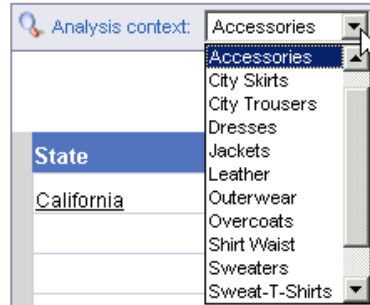 Analysis context: Accessories
Accessories
City Skirts
City Trousers
Dresses
Jackets
Leather
Outerwear
Overcoats
Shirt Waist
Sweaters
Sweat-T-Shirts
State
California